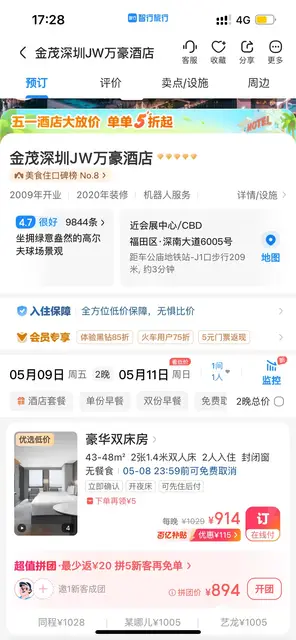 17:28
智行旅行
4G 28
金茂深圳JW万豪酒店
客服
收藏
分享
更多
预订
评价
卖点/设施
周边
五一酒店大放价 单单5折起
HOTEL
金茂深圳JW万豪酒店
美食住口碑榜 No.8 >
2009年开业
2020年装修
机器人服务
详情/设施 >
4.7 很好 9844条 >
坐拥绿意盎然的高尔夫球场景观
近会展中心/CBD
福田区·深南大道6005号
距车公庙地铁站-J1口步行209米, 约3分钟
地图
入住保障
全方位低价保障，无惧比价 >
会员专享
体验黑钻85折
火车用户75折
5元门票返现 >
05月09日 周五
2晚
05月11日 周日
1间
1人
监控
酒店套餐
单份早餐
双份早餐
免费取
2晚总价
优选低价
豪华双床房 >
43-48m² 2张1.4米双人床 2人入住 封闭窗
无餐食 05-08 23:59前可免费取消
立即确认
开夜床
可先住后付
下单再领¥5
每晚 ¥1029 ¥914
百亿补贴 优惠¥115 >
订
在线付
4
超值拼团·最少返¥20 拼5新客再免单 >
邀1新客成团
拼团价 ¥894
开团
同程¥1028
某哪儿¥1005
艺龙¥1005